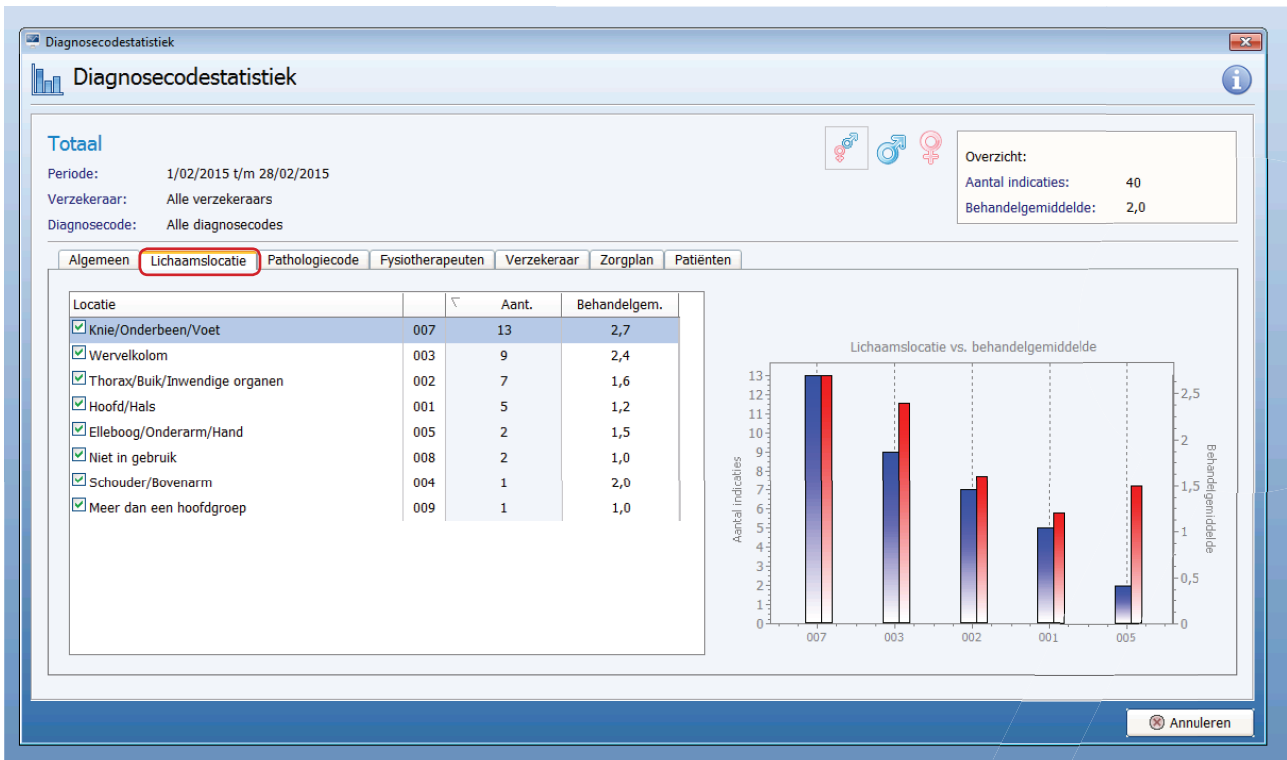 Diagnosecodestatistiek
Diagnosecodestatistiek
Totaal
Periode: 1/02/2015 t/m 28/02/2015
Verzekeraar: Alle verzekeraars
Diagnosecode: Alle diagnosecodes
Overzicht:
Aantal indicaties: 40
Behandelgemiddelde: 2,0
Algemeen Lichaamslocatie Pathologiecode Fysiotherapeuten Verzekeraar Zorgplan Patiënten
Locatie Aant. Behandelgem.
Knie/Onderbeen/Voet 007 13 2,7
Wervelkolom 003 9 2,4
Thorax/Buik/Inwendige organen 002 7 1,6
Hoofd/Hals 001 5 1,2
Elleboog/Onderarm/Hand 005 2 1,5
Niet in gebruik 008 2 1,0
Schouder/Bovenarm 004 1 2,0
Meer dan een hoofdgroep 009 1 1,0
Lichaamslocatie vs. behandelgemiddelde
Aantal indicaties
13
12
11
10
9
8
7
6
5
4
3
2
1
0
007 003 002 001 005
2,5
2
1,5
1
0,5
0
Behandelgemiddelde
Annuleren